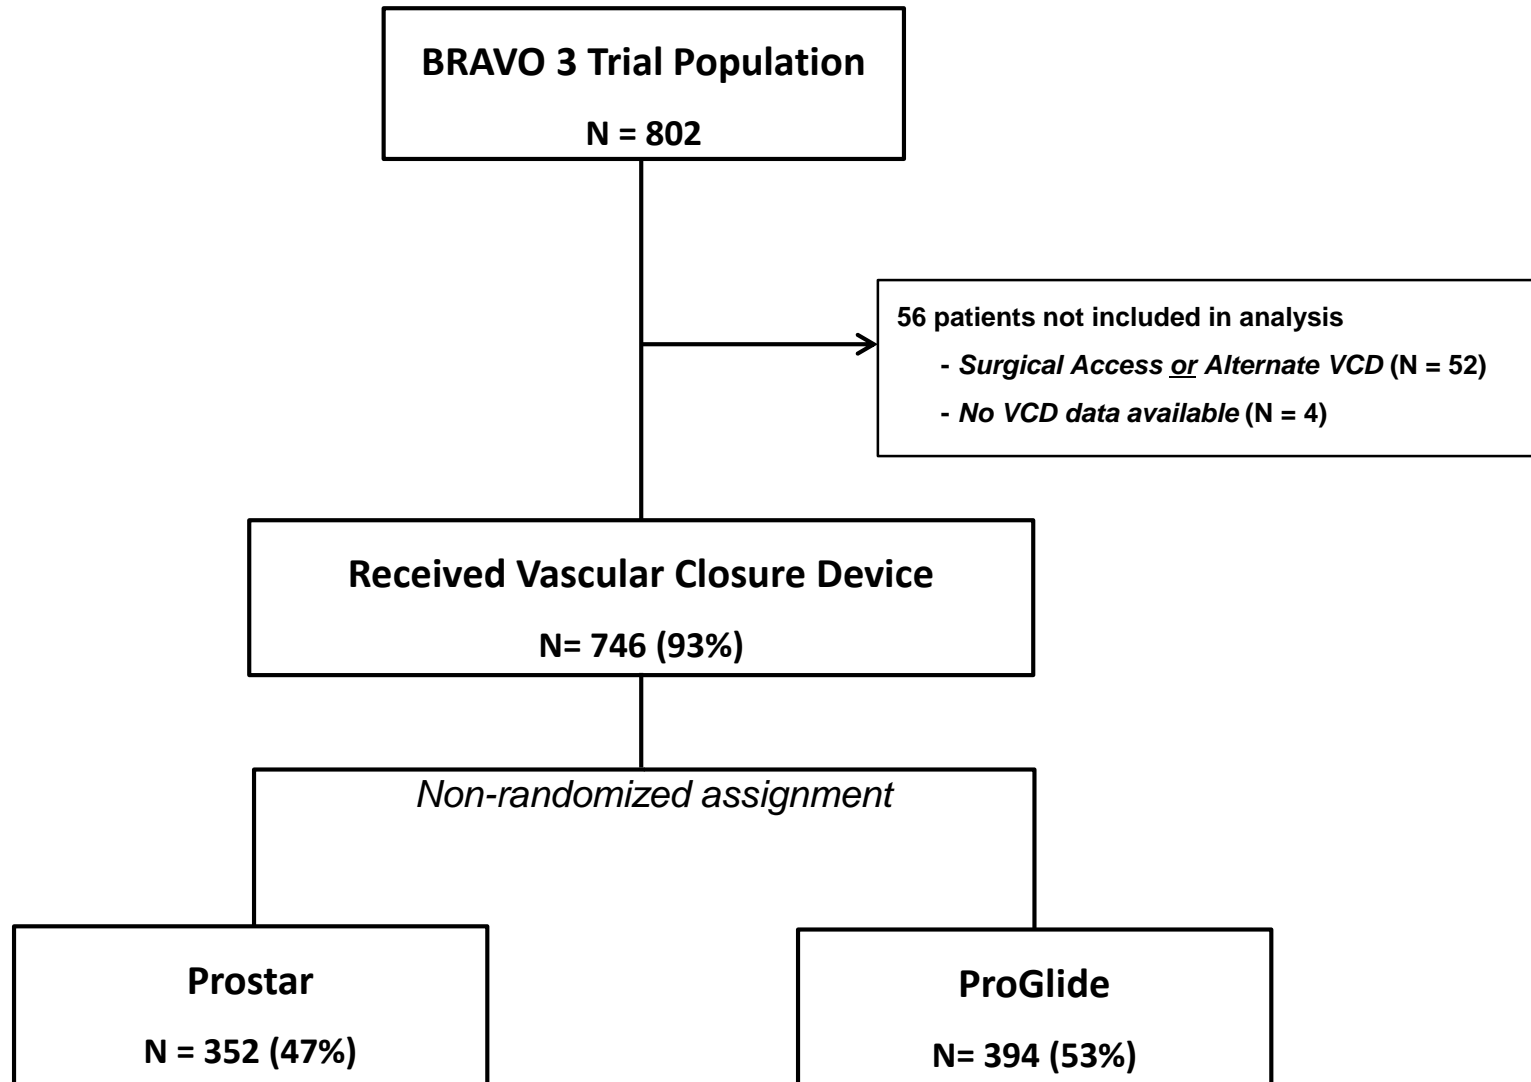 BRAVO 3 Trial Population
N = 802
56 patients not included in analysis
- Surgical Access or Alternate VCD (N = 52)
- No VCD data available (N = 4)
Received Vascular Closure Device
N= 746 (93%)
Non-randomized assignment
Prostar
N = 352 (47%)
ProGlide
N= 394 (53%)